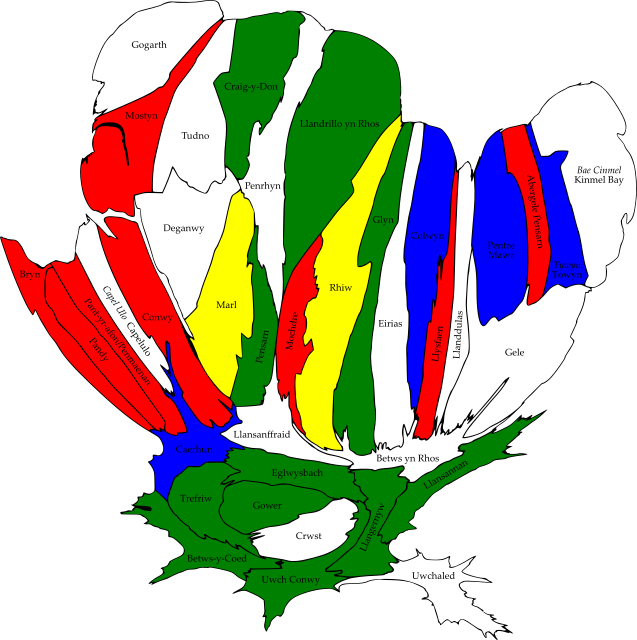 Gogarth
Craig-y-Don
Mostyn
Llandrillo yn Rhos
Tudno
Bae Cinmel
Kinmel Bay
Penrhyn
Abergele Pensarn
Glyn
Deganwy
Colwyn
Pentre
Mawr
Bryn
Towyn
Capel Ulo
Capelulo
Rhiw
Marl
Conwy
Mochdre
Eirias
Llysfaen
Llanddulas
Pant-yr-afon/Penmaenan
Pandy
Pensarn
Gele
Llansanffraid
Caerhun
Betws yn Rhos
Eglwysbach
Llansannan
Trefriw
Gower
Llangernyw
Crwst
Betws-y-Coed
Uwch Conwy
Uwchaled